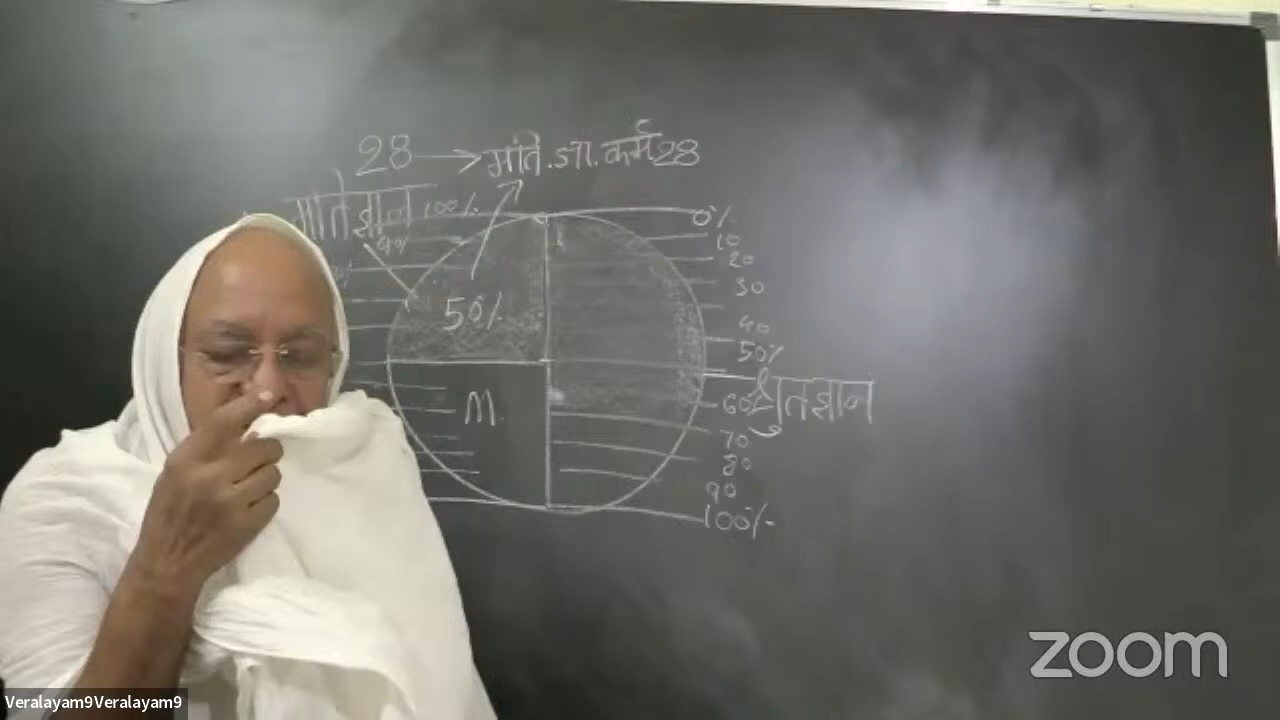 28 → मति.ज्ञा.कर्म 28
मतिज्ञान 100%
90%
50%
M.
0%
10
20
30
40
50%
60
श्रुतज्ञान
70
80
90
100%
zoom
Veralayam9Veralayam9